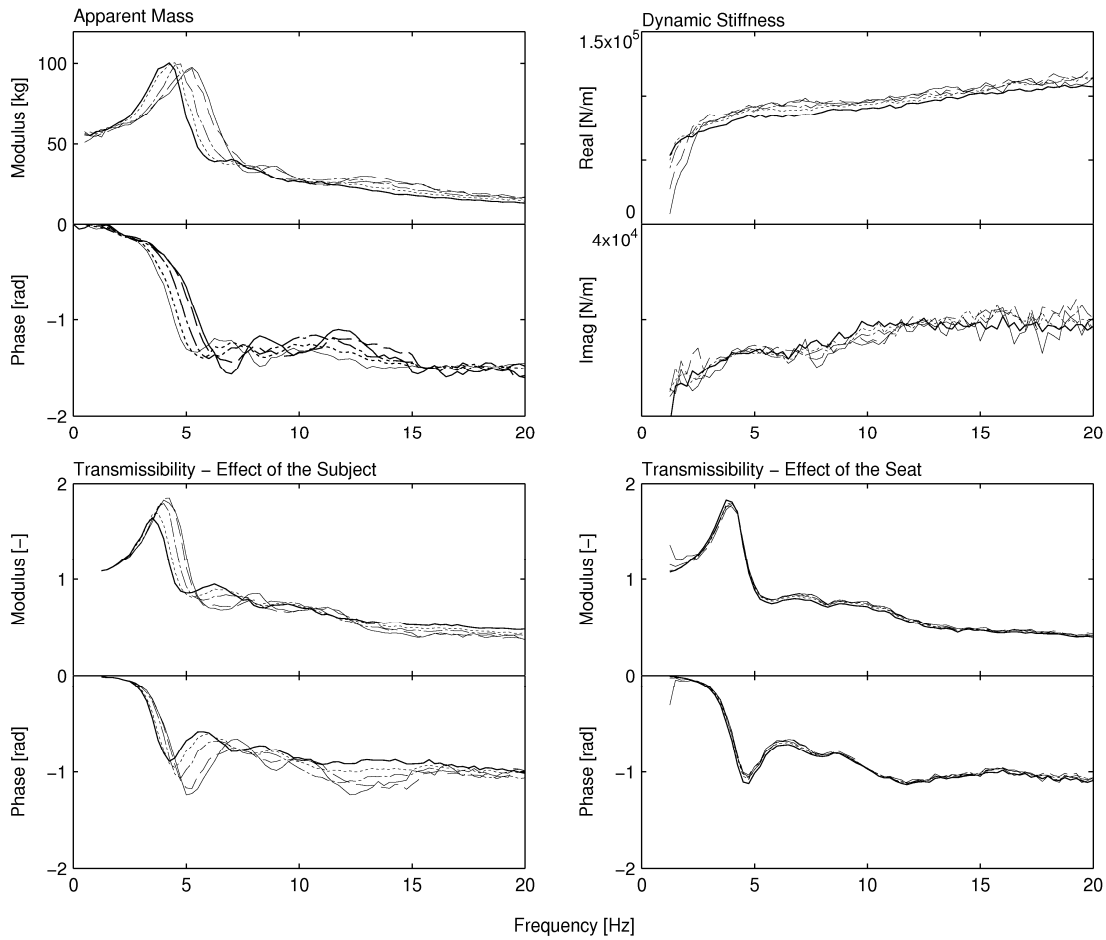 Apparent Mass
Modulus [kg]
100
50
0
Phase [rad]
−1
−2
0 5 10 15 20
Dynamic Stiffness
1.5x10^5
Real [N/m]
0
4x10^4
Imag [N/m]
0 5 10 15 20
Transmissibility − Effect of the Subject
2
Modulus [−]
1
0
Phase [rad]
−1
−2
0 5 10 15 20
Transmissibility − Effect of the Seat
2
Modulus [−]
1
0
Phase [rad]
−1
−2
0 5 10 15 20
Frequency [Hz]